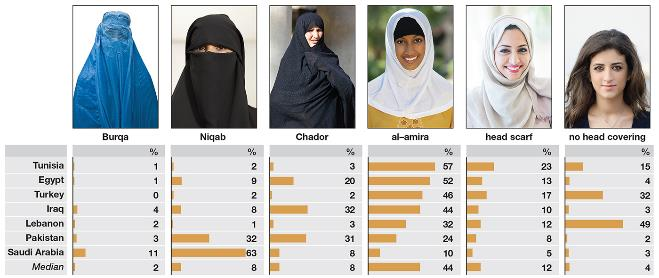 Burqa Niqab Chador al–amira head scarf no head covering
% % % % % %
Tunisia 1 2 3 57 23 15
Egypt 1 9 20 52 13 4
Turkey 0 2 2 46 17 32
Iraq 4 8 32 44 10 3
Lebanon 2 1 3 32 12 49
Pakistan 3 32 31 24 8 2
Saudi Arabia 11 63 8 10 5 3
Median 2 8 8 44 12 4